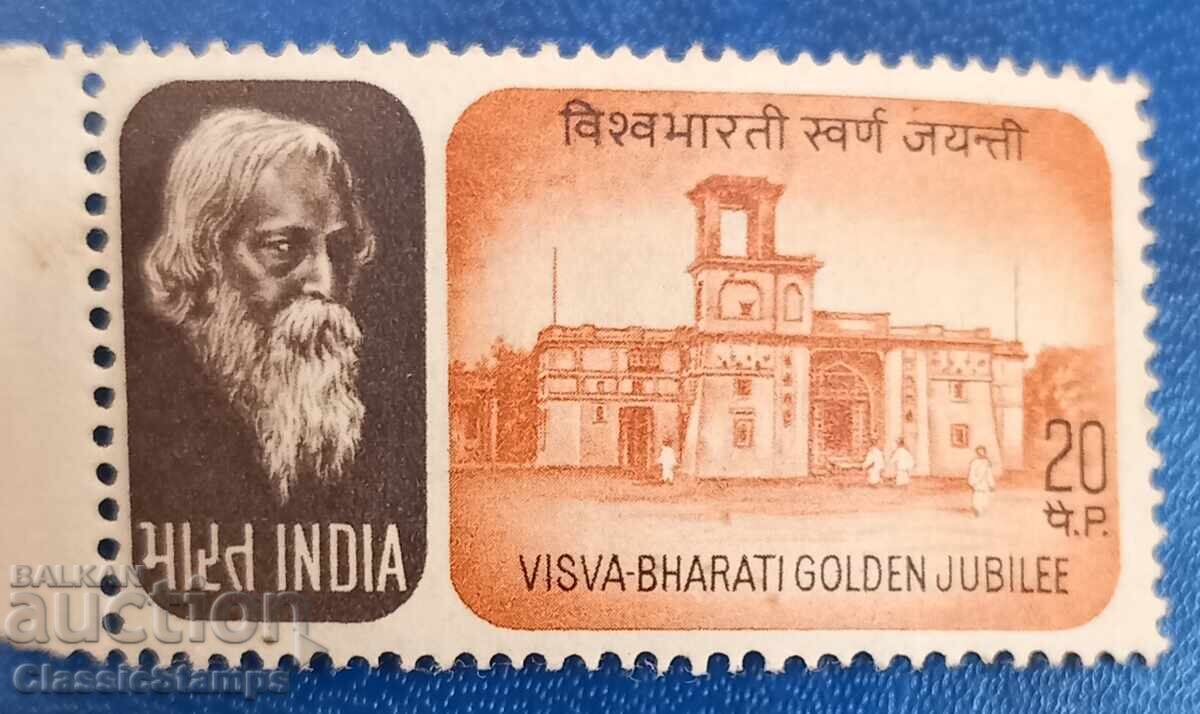 विश्वभारती स्वर्ण जयन्ती
20
पै.P.
भारत INDIA
VISVA-BHARATI GOLDEN JUBILEE
BALKAN
auction
ClassicStamps